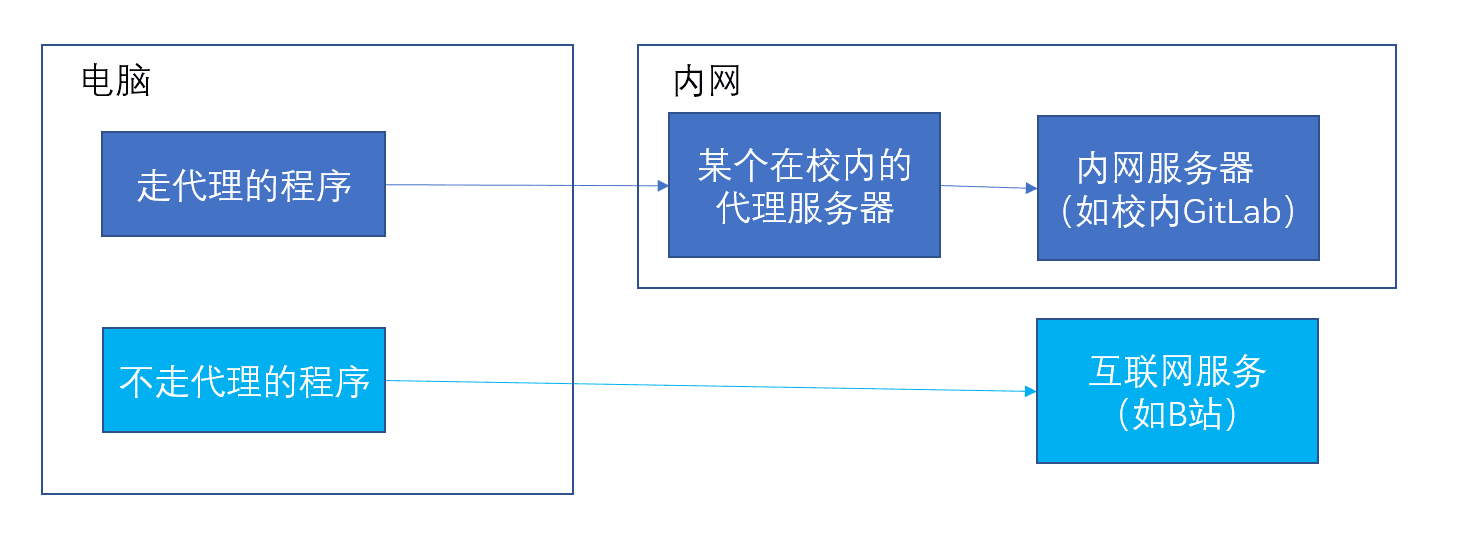 电脑
走代理的程序
不走代理的程序
内网
某个在校内的
代理服务器
内网服务器
（如校内GitLab）
互联网服务
（如B站）